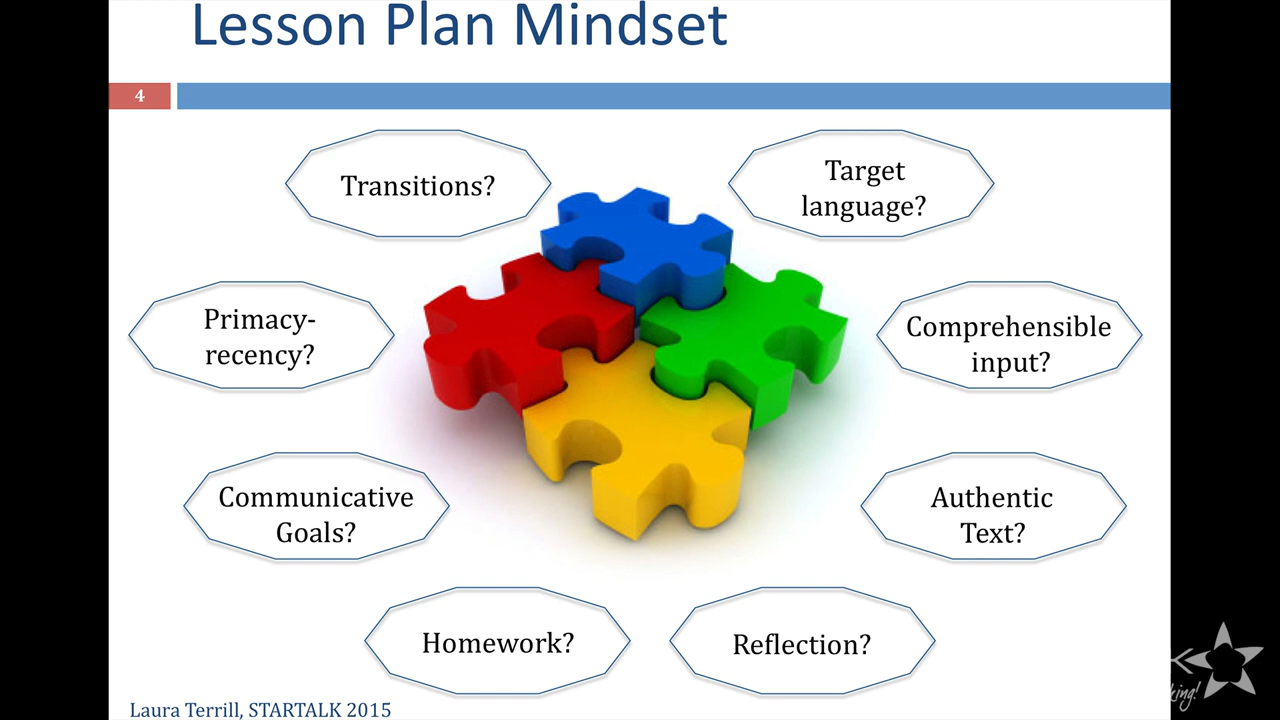 Lesson Plan Mindset
4
Transitions?
Target
language?
Primacy-
recency?
Comprehensible
input?
Communicative
Goals?
Authentic
Text?
Homework?
Reflection?
Laura Terrill, STARTALK 2015